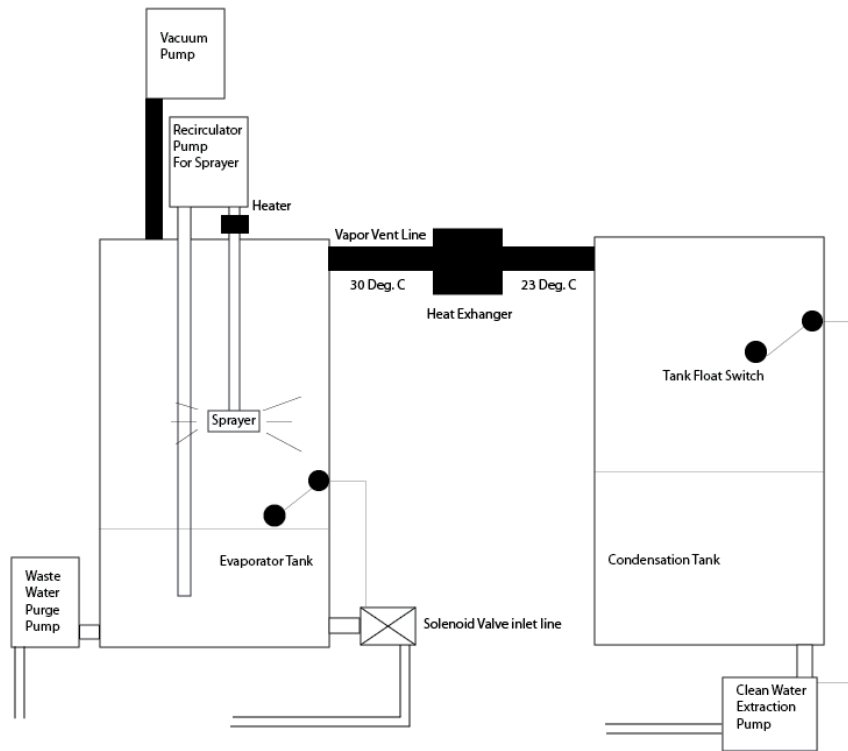 Vacuum
Pump
Recirculator
Pump
For Sprayer
Heater
Vapor Vent Line
30 Deg. C
23 Deg. C
Heat Exhanger
Tank Float Switch
Sprayer
Evaporator Tank
Condensation Tank
Waste
Water
Purge
Pump
Solenoid Valve inlet line
Clean Water
Extraction
Pump